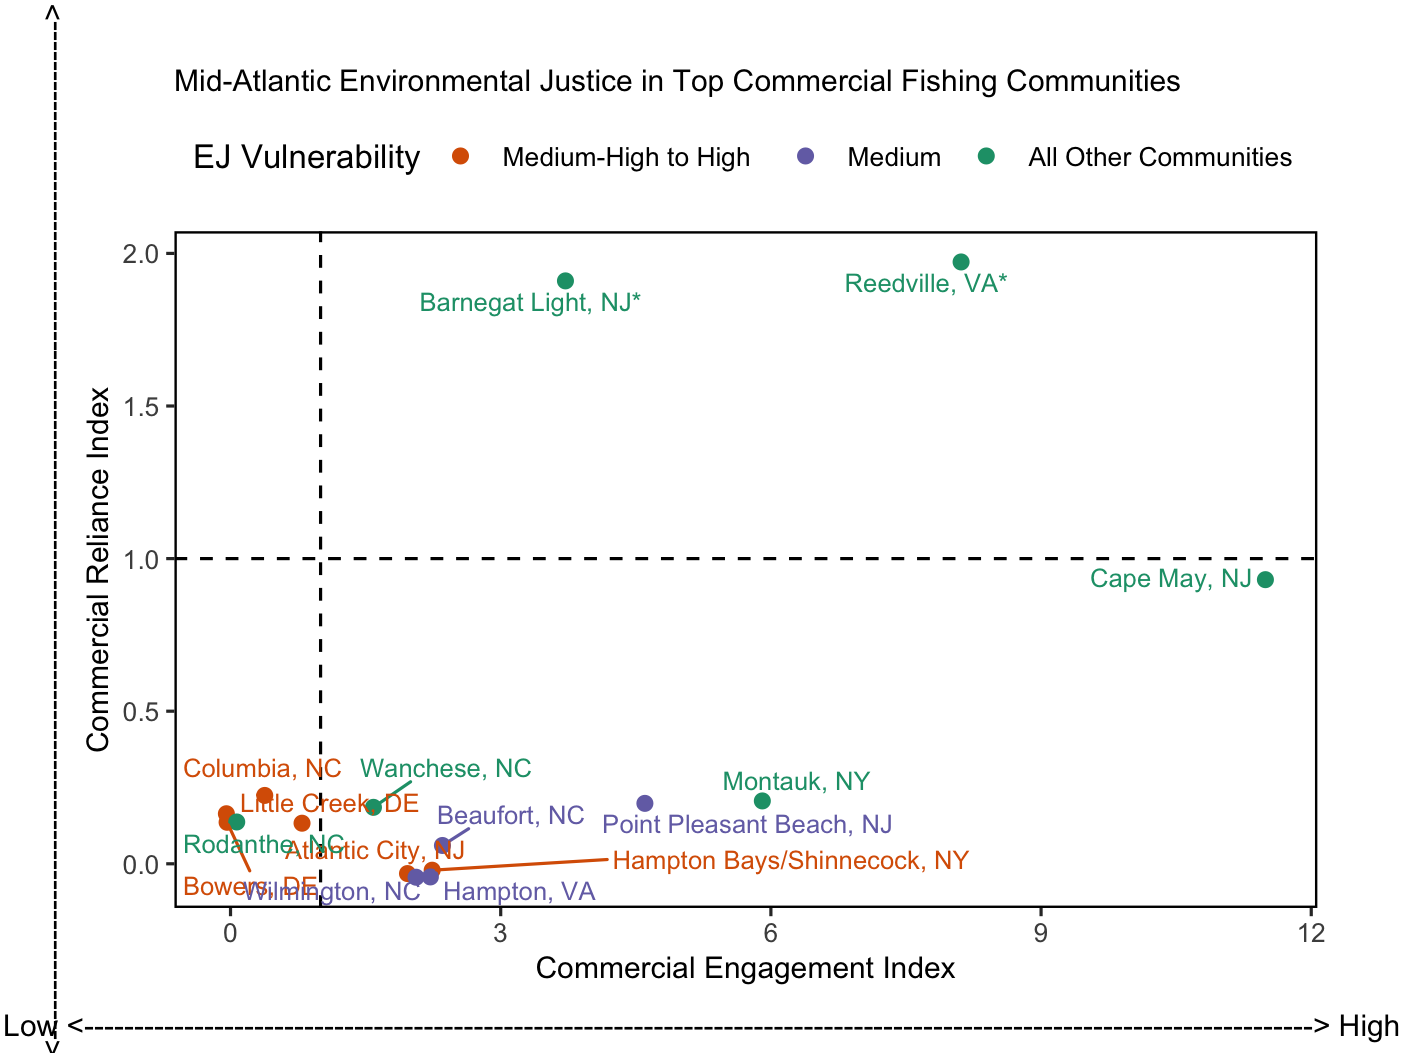 Mid-Atlantic Environmental Justice in Top Commercial Fishing Communities
EJ Vulnerability Medium-High to High Medium All Other Communities
2.0
1.5
1.0
0.5
0.0
Commercial Reliance Index
Reedville, VA*
Barnegat Light, NJ*
Cape May, NJ
Columbia, NC
Wanchese, NC
Montauk, NY
Little Creek, DE
Beaufort, NC
Point Pleasant Beach, NJ
Rodanthe, NC
Atlantic City, NJ
Hampton Bays/Shinnecock, NY
Bowers, DE
Wilmington, NC
Hampton, VA
0 3 6 9 12
Commercial Engagement Index
Low <--> High